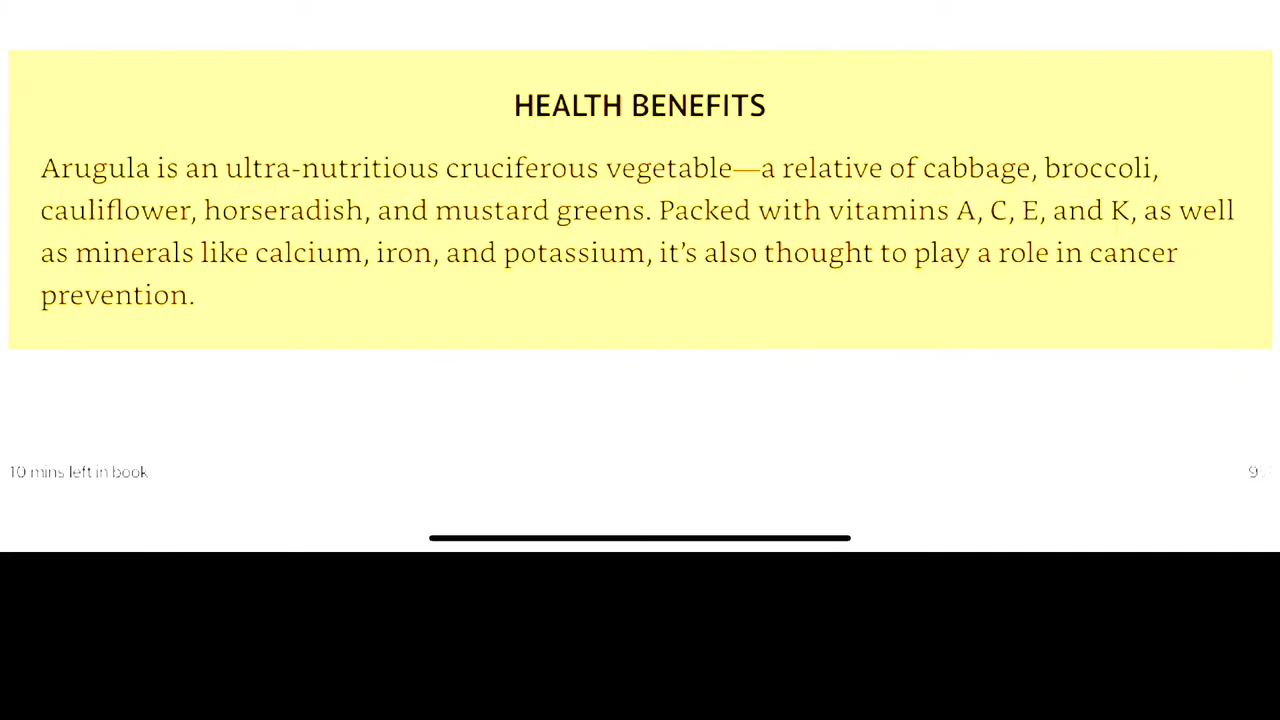 HEALTH BENEFITS
Arugula is an ultra-nutritious cruciferous vegetable—a relative of cabbage, broccoli,
cauliflower, horseradish, and mustard greens. Packed with vitamins A, C, E, and K, as well
as minerals like calcium, iron, and potassium, it’s also thought to play a role in cancer
prevention.
10 mins left in book